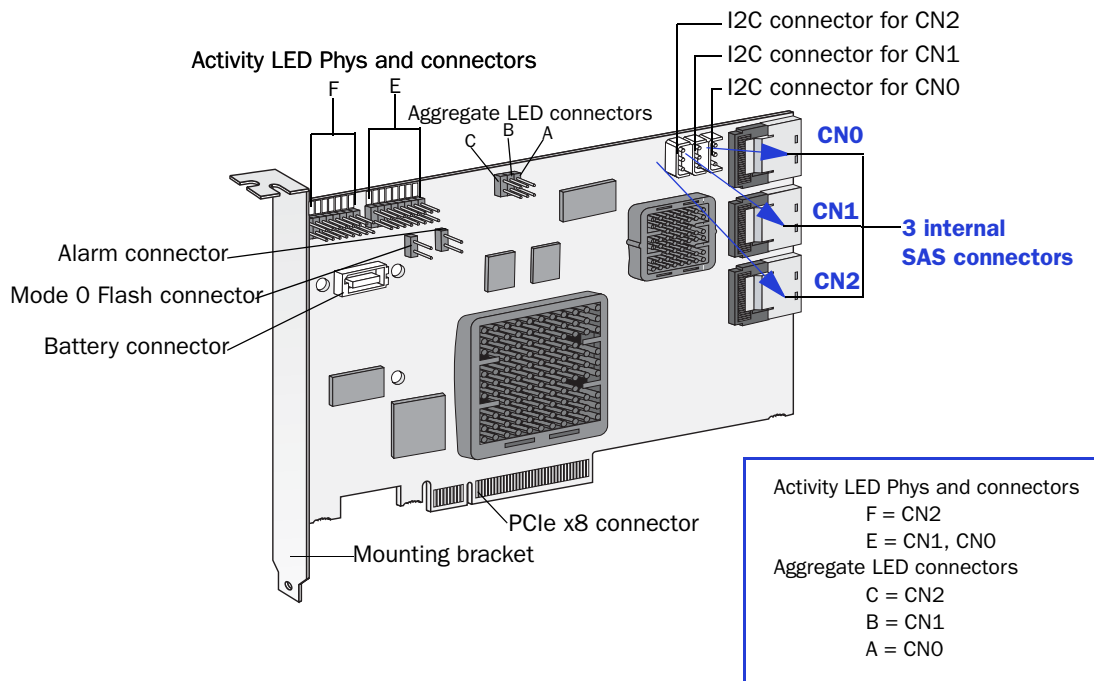 I2C connector for CN2
I2C connector for CN1
I2C connector for CN0
Activity LED Phys and connectors
F
E
Aggregate LED connectors
C
B
A
CN0
CN1
CN2
3 internal
SAS connectors
Alarm connector
Mode 0 Flash connector
Battery connector
PCIe x8 connector
Mounting bracket
Activity LED Phys and connectors
F = CN2
E = CN1, CN0
Aggregate LED connectors
C = CN2
B = CN1
A = CN0